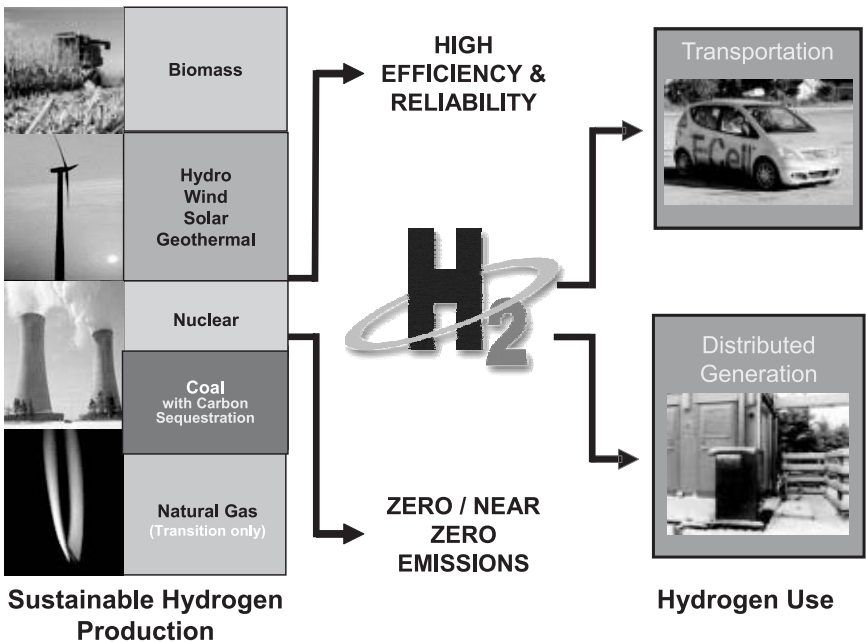 Biomass
Hydro
Wind
Solar
Geothermal
Nuclear
Coal
with Carbon
Sequestration
Natural Gas
(Transition only)
Sustainable Hydrogen
Production
HIGH
EFFICIENCY &
RELIABILITY
H2
ZERO / NEAR
ZERO
EMISSIONS
Transportation
F-Cell
Distributed
Generation
Hydrogen Use